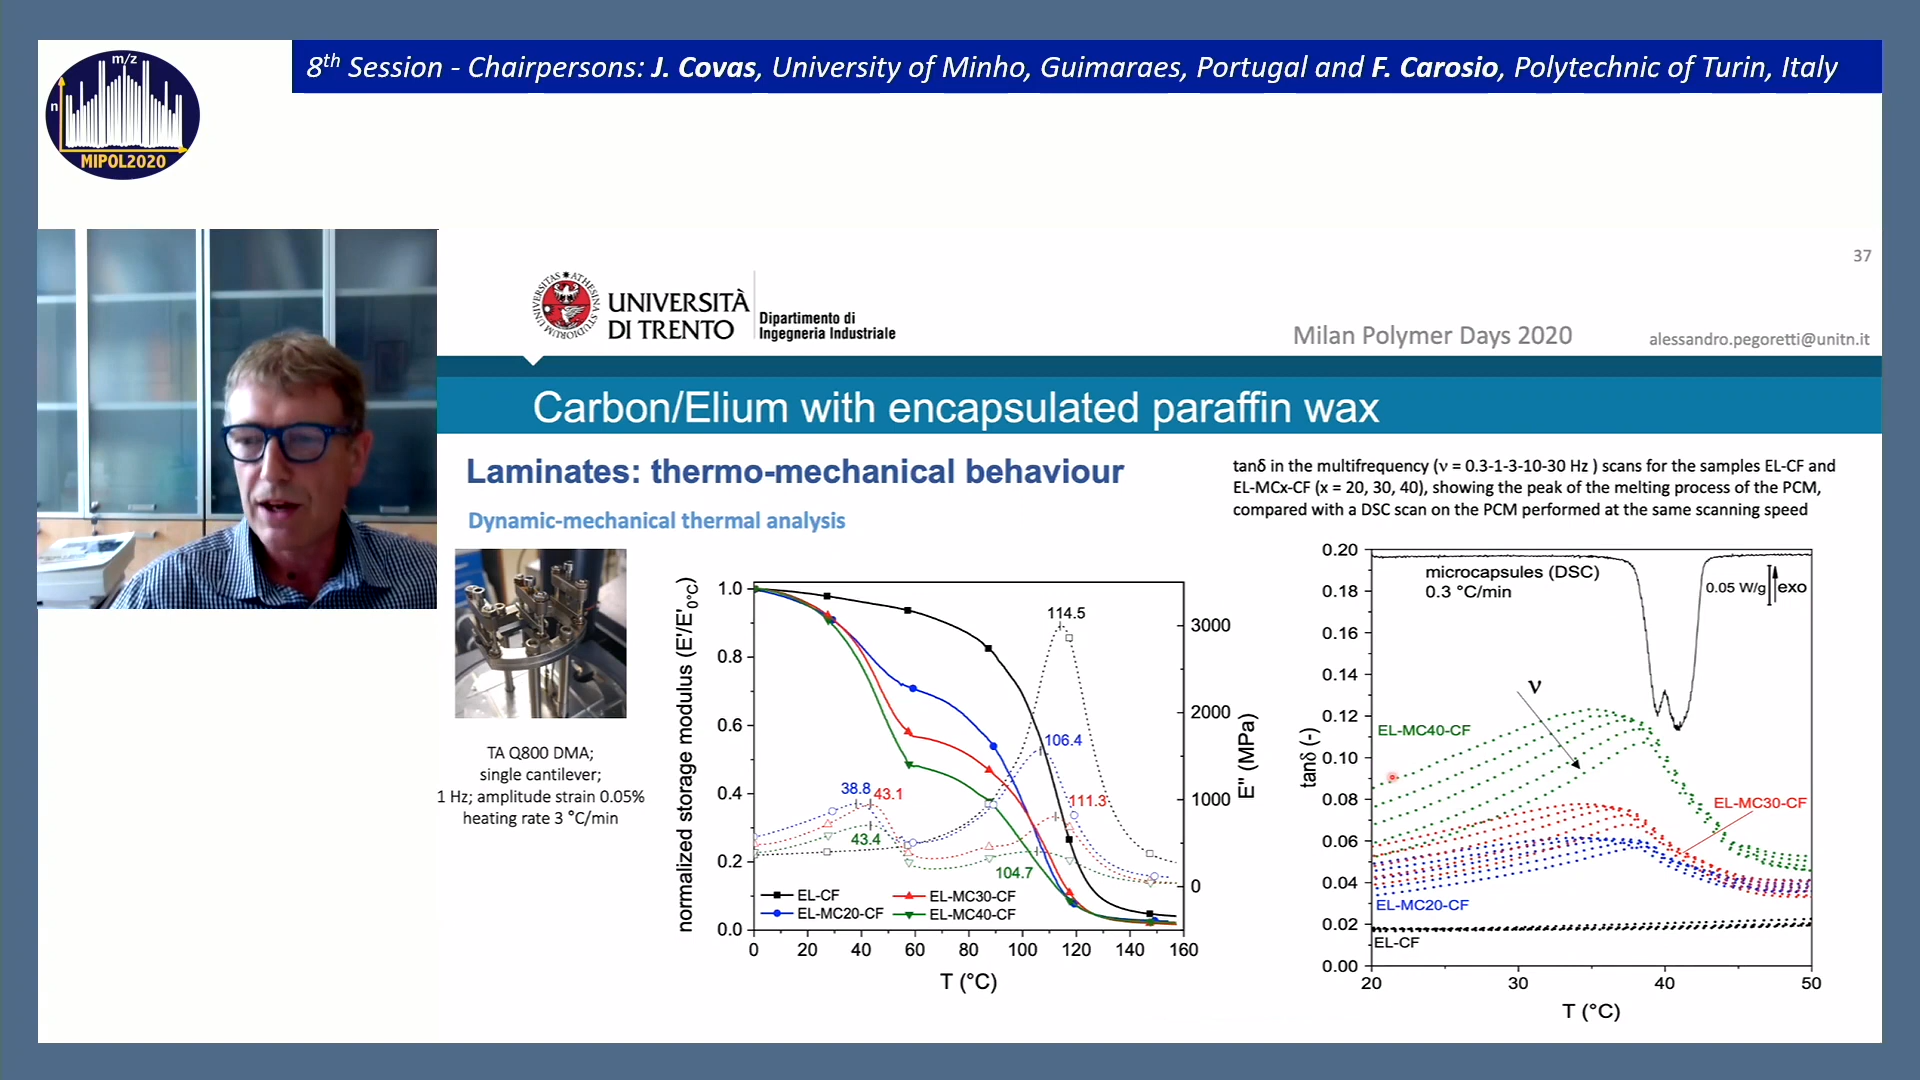 8th Session - Chairpersons: J. Covas, University of Minho, Guimaraes, Portugal and F. Carosio, Polytechnic of Turin, Italy
m/z
n
MIPOL2020
37
UNIVERSITÀ
DI TRENTO
Dipartimento di
Ingegneria Industriale
Milan Polymer Days 2020
alessandro.pegoretti@unitn.it
Carbon/Elium with encapsulated paraffin wax
Laminates: thermo-mechanical behaviour
Dynamic-mechanical thermal analysis
TA Q800 DMA;
single cantilever;
1 Hz; amplitude strain 0.05%
heating rate 3 °C/min
tanδ in the multifrequency (ν = 0.3-1-3-10-30 Hz ) scans for the samples EL-CF and
EL-MCx-CF (x = 20, 30, 40), showing the peak of the melting process of the PCM,
compared with a DSC scan on the PCM performed at the same scanning speed
normalized storage modulus (E'/E'0°C)
1.0
0.8
0.6
0.4
0.2
0.0
0
20
40
60
80
100
120
140
160
T (°C)
3000
2000
1000
0
E'' (MPa)
114.5
106.4
111.3
38.8
43.1
43.4
104.7
EL-CF
EL-MC20-CF
EL-MC30-CF
EL-MC40-CF
tanδ (-)
0.20
0.18
0.16
0.14
0.12
0.10
0.08
0.06
0.04
0.02
0.00
20
30
40
50
T (°C)
microcapsules (DSC)
0.3 °C/min
0.05 W/g
exo
ν
EL-MC40-CF
EL-MC30-CF
EL-MC20-CF
EL-CF